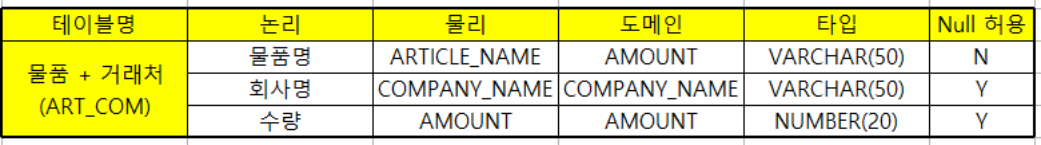 테이블명 논리 물리 도메인 타입 Null 허용
물품 + 거래처
(ART_COM)
물품명 ARTICLE_NAME AMOUNT VARCHAR(50) N
회사명 COMPANY_NAME COMPANY_NAME VARCHAR(50) Y
수량 AMOUNT AMOUNT NUMBER(20) Y